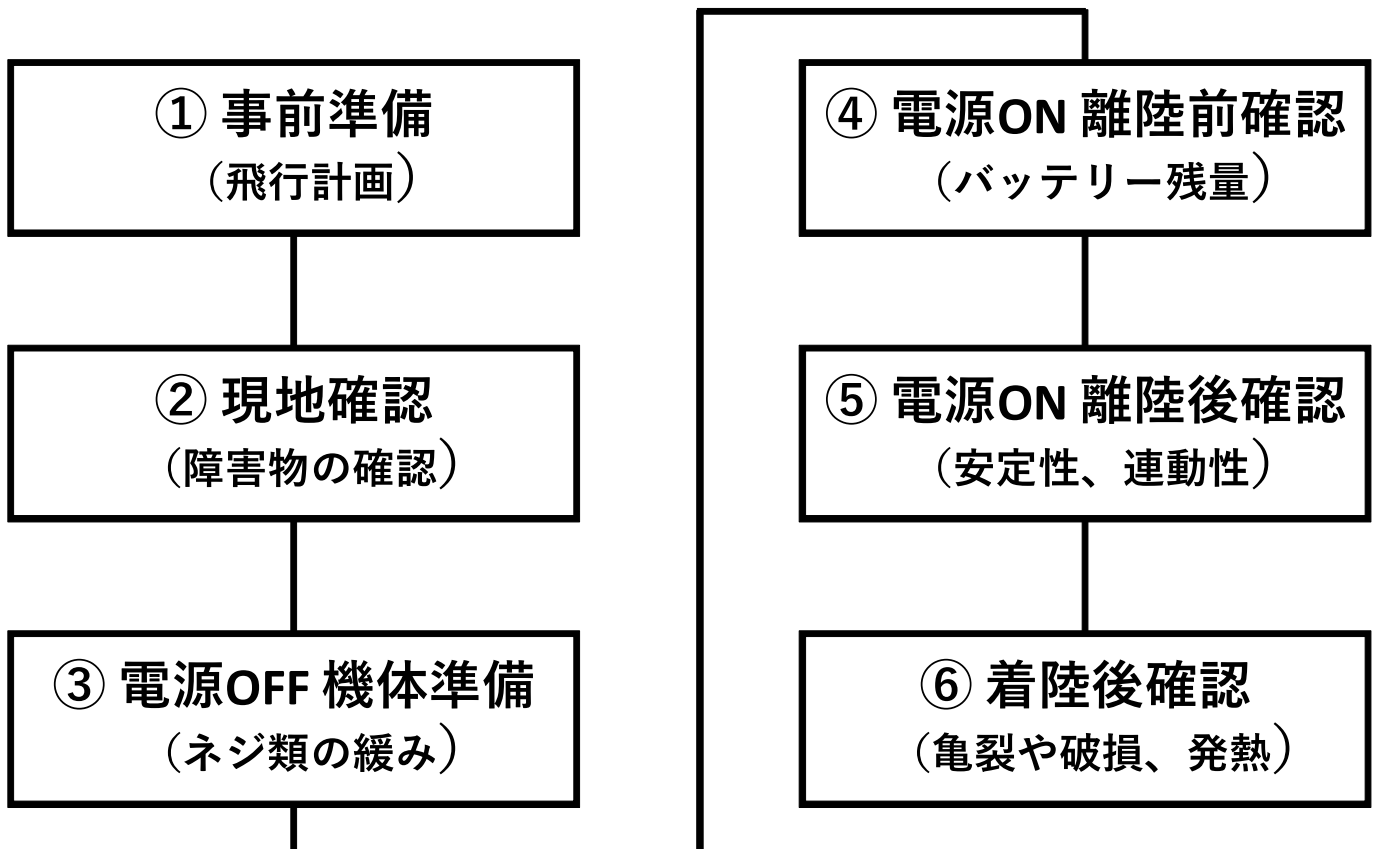 ① 事前準備
（飛行計画）
② 現地確認
（障害物の確認）
③ 電源OFF 機体準備
（ネジ類の緩み）
④ 電源ON 離陸前確認
（バッテリー残量）
⑤ 電源ON 離陸後確認
（安定性、連動性）
⑥ 着陸後確認
（亀裂や破損、発熱）